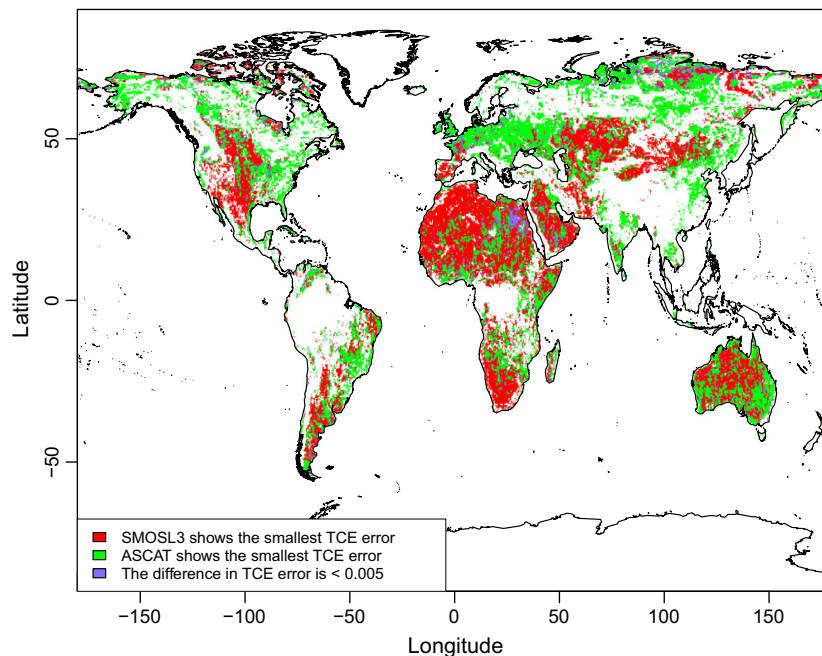 Latitude
50
0
−50
SMOSL3 shows the smallest TCE error
ASCAT shows the smallest TCE error
The difference in TCE error is < 0.005
−150 −100 −50 0 50 100 150
Longitude